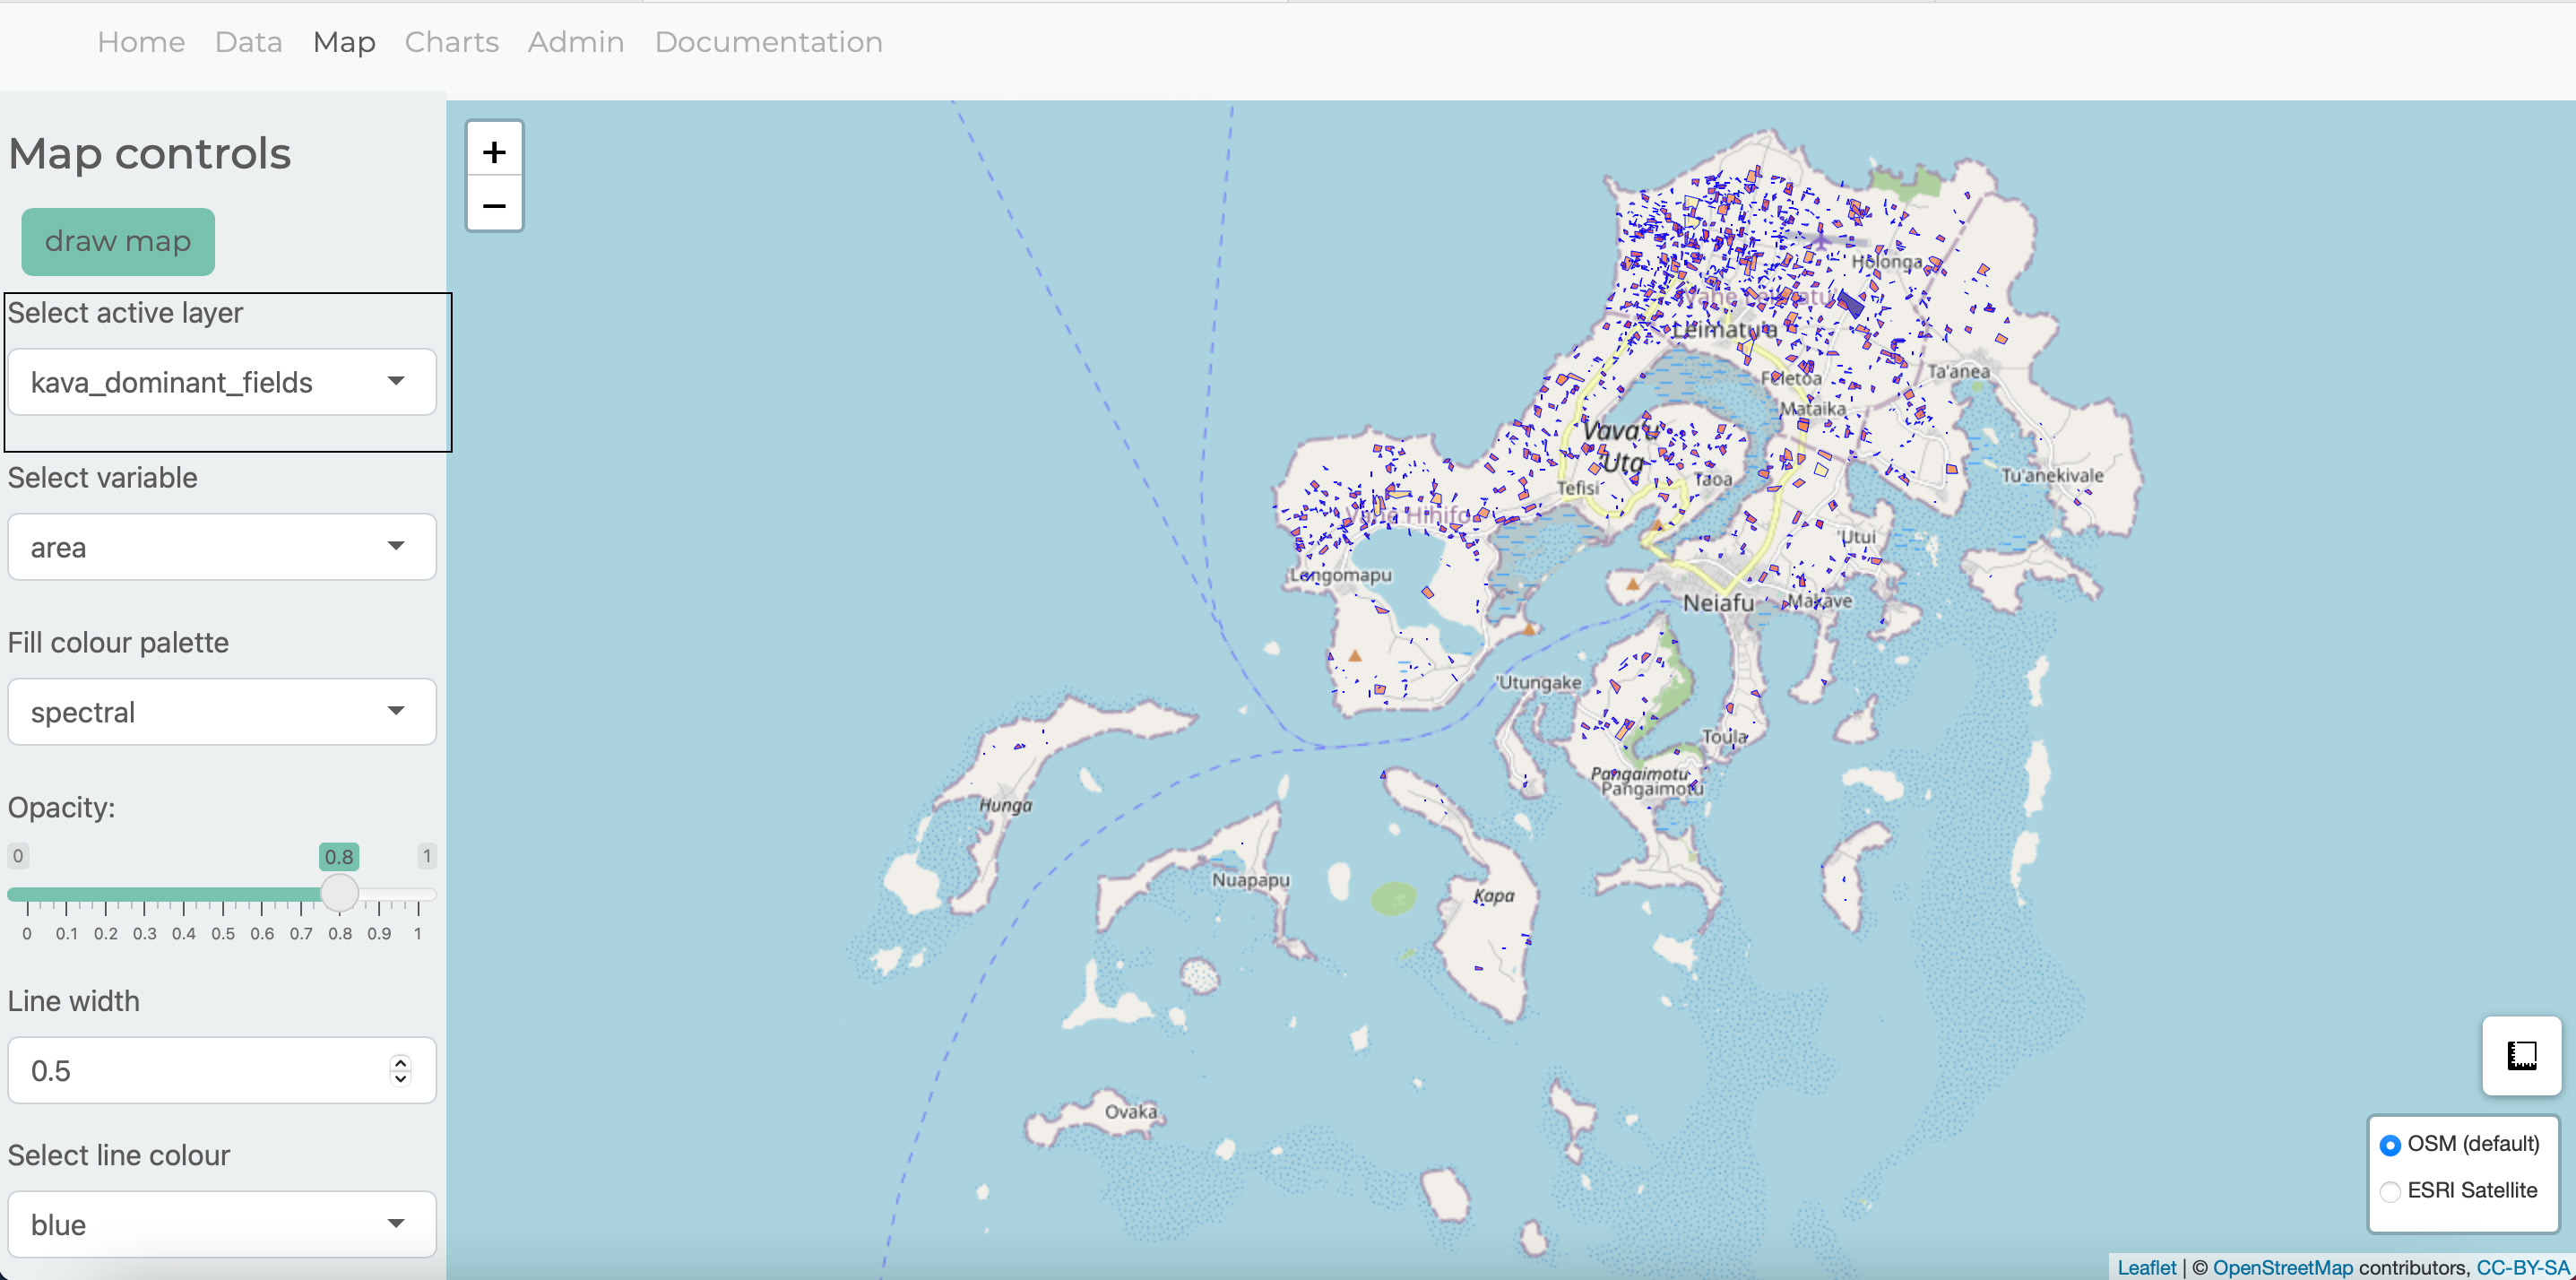 Home Data Map Charts Admin Documentation
Map controls
draw map
Select active layer
kava_dominant_fields
Select variable
area
Fill colour palette
spectral
Opacity:
0 0.8 1
0 0.1 0.2 0.3 0.4 0.5 0.6 0.7 0.8 0.9 1
Line width
0.5
Select line colour
blue
+
−
Holonga
Vahe Leimatu'a
Leimatu'a
Feletoa
Ta'anea
Mataika
Vava'u
'Uta
Tefisi
Taoa
Tu'anekivale
Vahe Hihifo
'Utui
Longomapu
Neiafu
Makave
'Utungake
Toula
Pangaimotu
Pangaimotu
Hunga
Nuapapu
Kapa
Ovaka
OSM (default)
ESRI Satellite
Leaflet | © OpenStreetMap contributors, CC-BY-SA